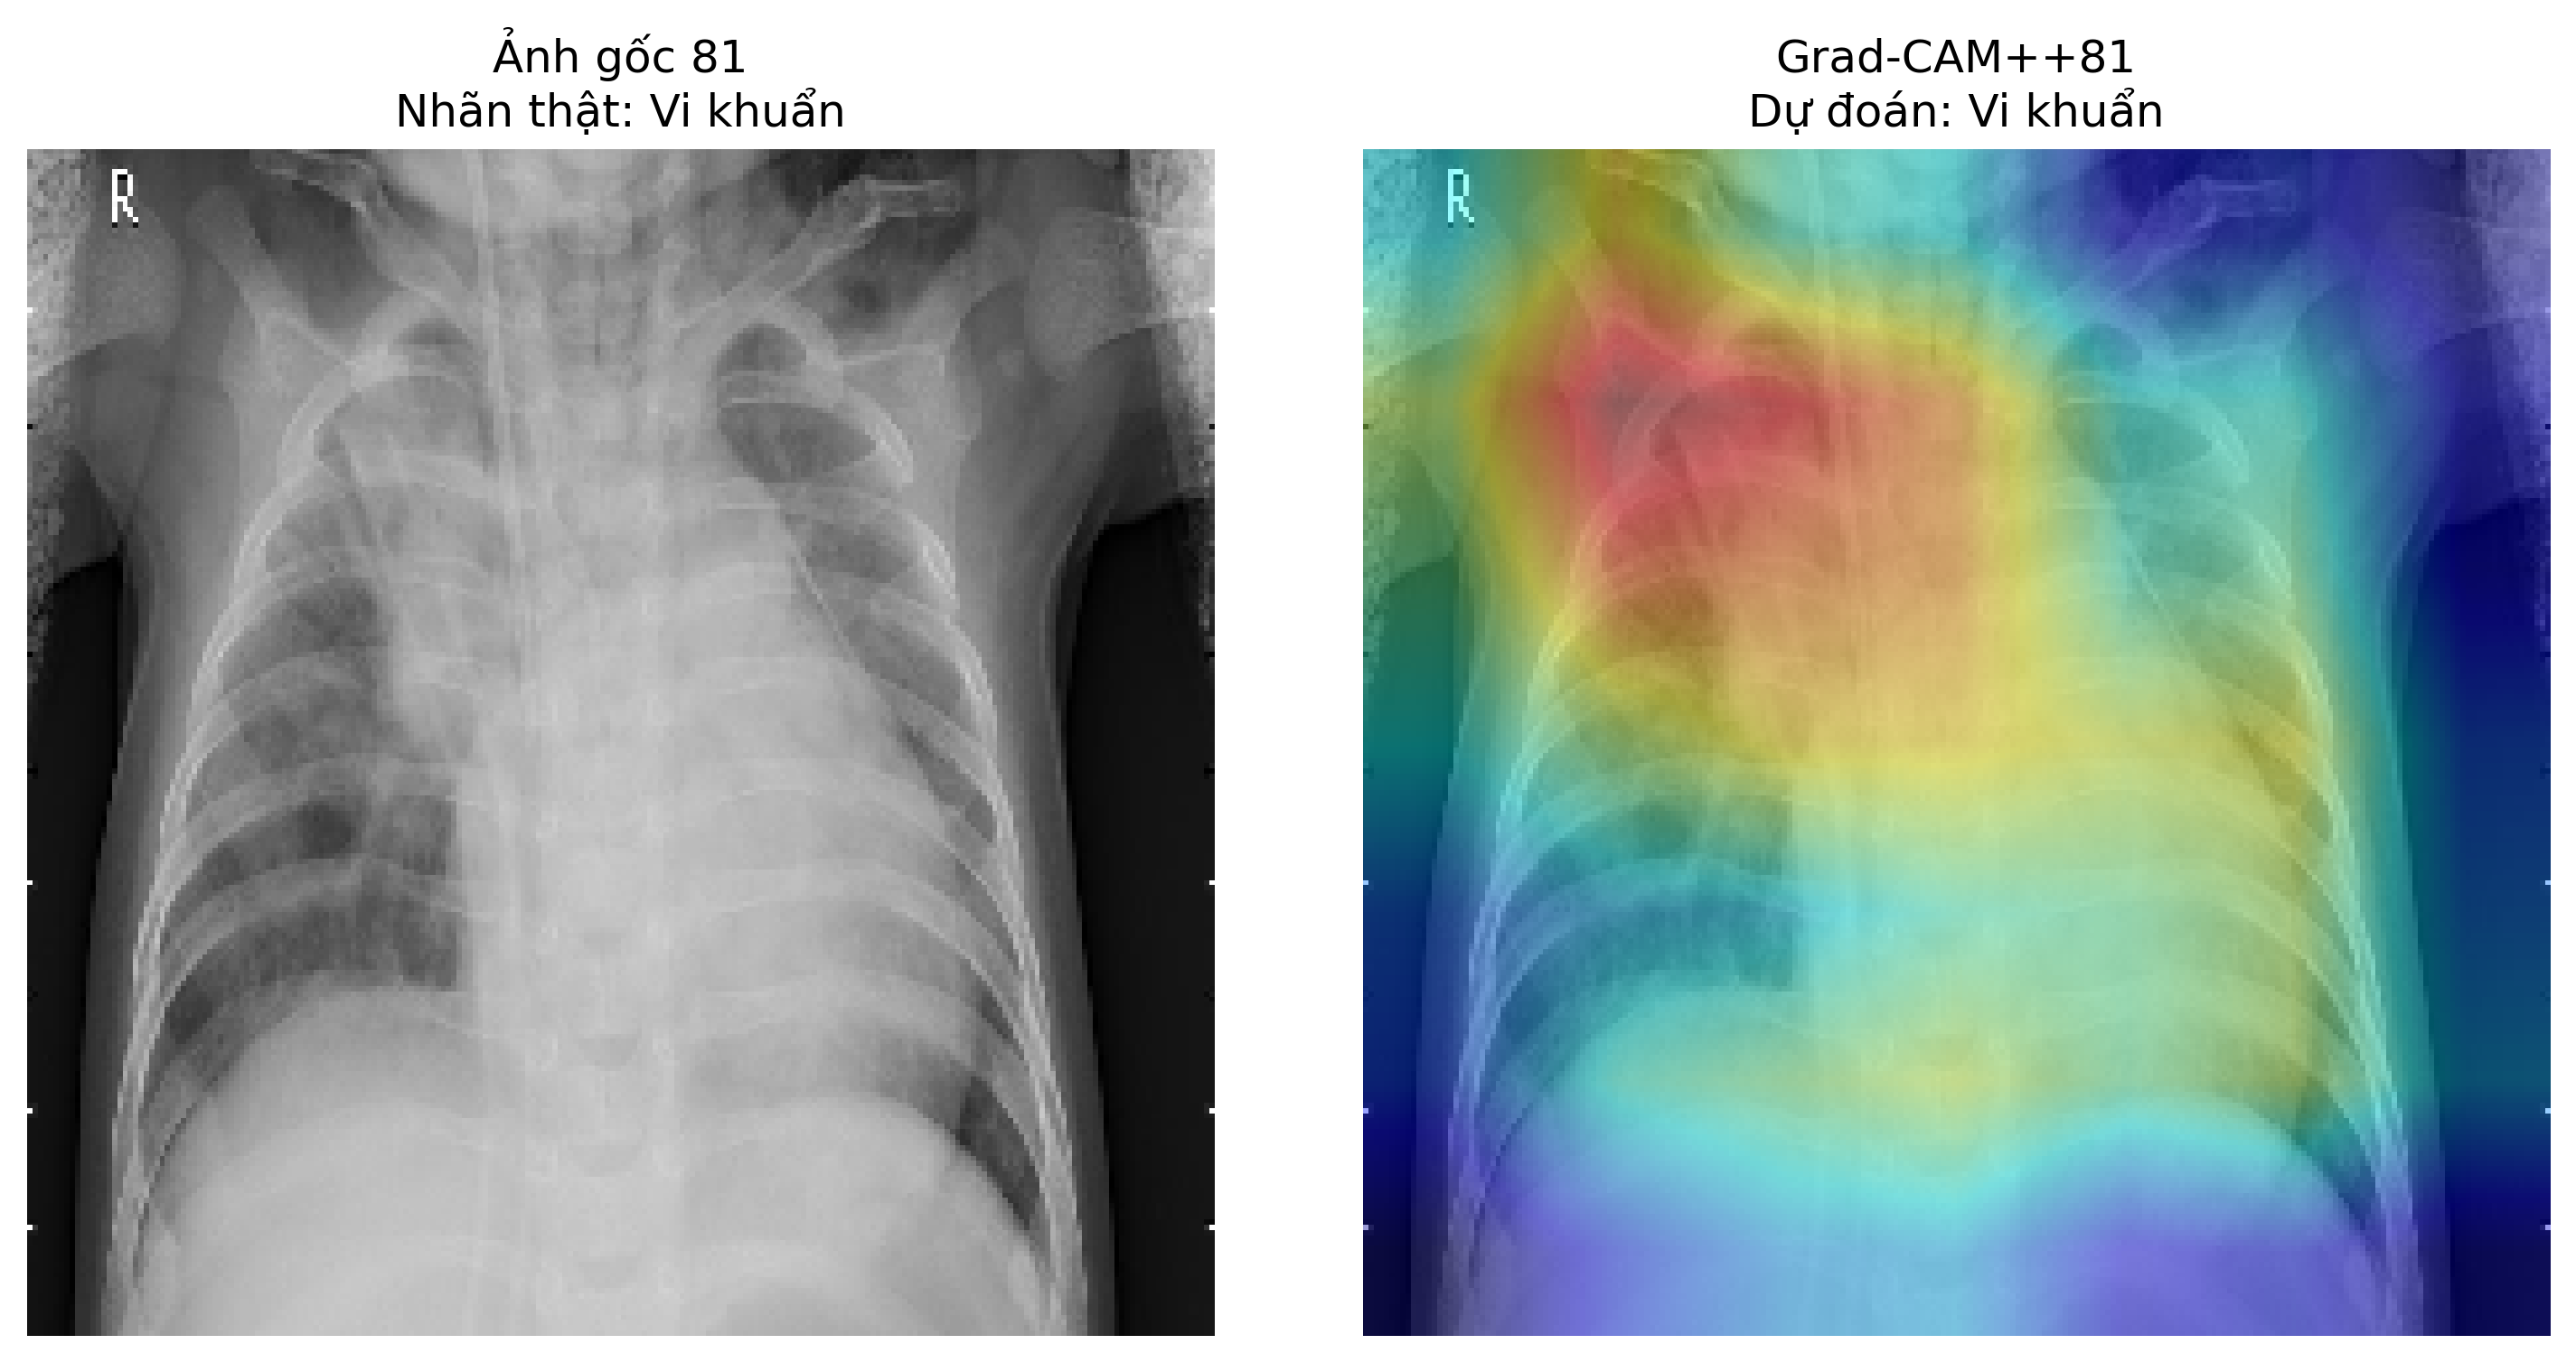 Ảnh gốc 81
Nhãn thật: Vi khuẩn
R
Grad-CAM++81
Dự đoán: Vi khuẩn
R